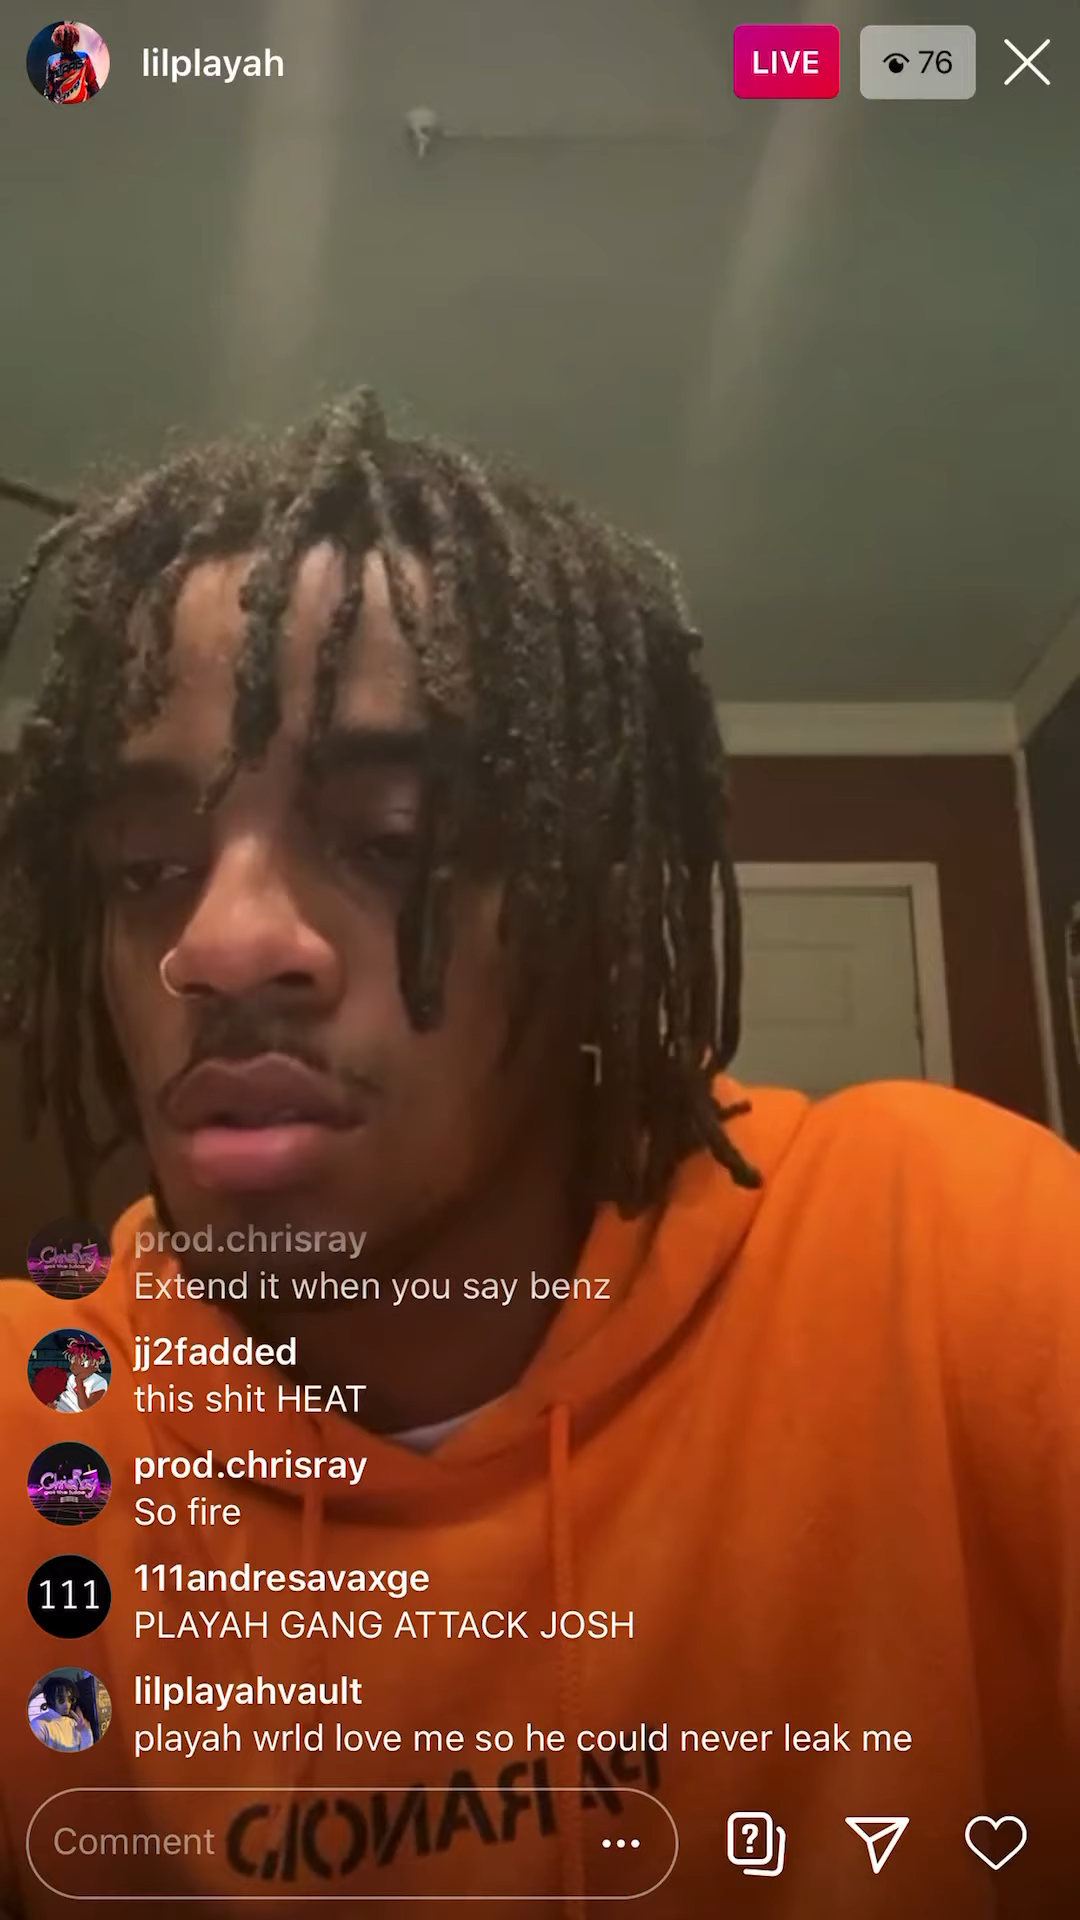 lilplayah
LIVE
76
prod.chrisray
Extend it when you say benz
jj2fadded
this shit HEAT
prod.chrisray
So fire
111
111andresavaxge
PLAYAH GANG ATTACK JOSH
lilplayahvault
playah wrld love me so he could never leak me
Comment